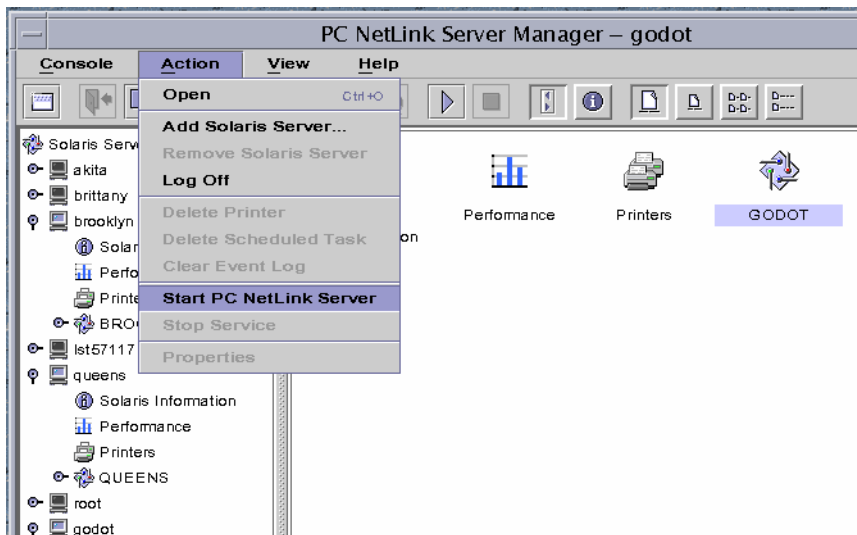 PC NetLink Server Manager – godot
Console Action View Help
Open Ctrl+O
Add Solaris Server...
Remove Solaris Server
Log Off
Delete Printer
Delete Scheduled Task
Clear Event Log
Start PC NetLink Server
Stop Service
Properties
Solaris Serv
akita
brittany
brooklyn
Solar
Perfo
Printe
BRO
lst57117
queens
Solaris Information
Performance
Printers
QUEENS
root
godot
on
Performance
Printers
GODOT